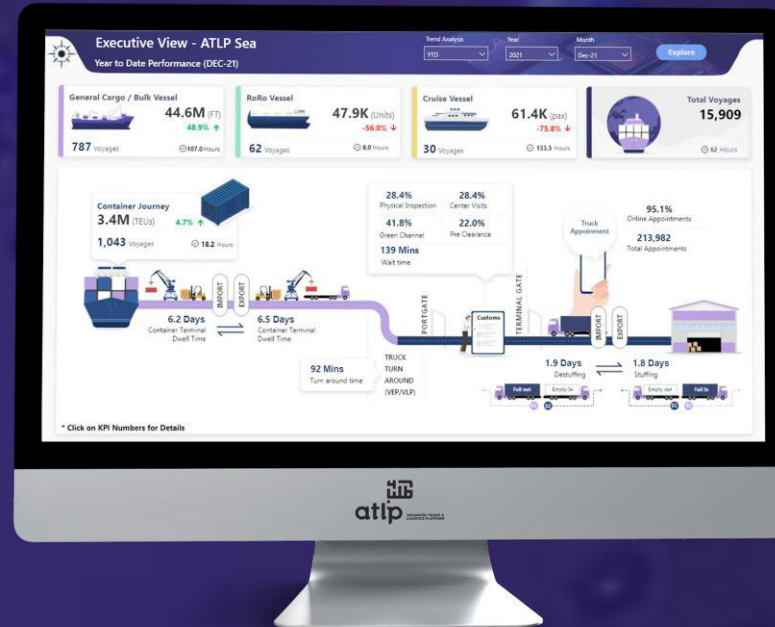 Executive View - ATLP Sea
Year to Date Performance (DEC-21)
Trend Analysis
YTD
Year
2021
Month
Dec-21
Explore
General Cargo / Bulk Vessel
44.6M (FT)
48.9% ↑
787 Voyages
107.0 Hours
RoRo Vessel
47.9K (Units)
-56.0% ↓
62 Voyages
8.0 Hours
Cruise Vessel
61.4K (pax)
-75.8% ↓
30 Voyages
133.5 Hours
Total Voyages
15,909
62 Hours
Container Journey
3.4M (TEUs) 4.7% ↑
1,043 Voyages
18.2 Hours
28.4%
Physical Inspection
28.4%
Center Visits
41.8%
Green Channel
22.0%
Pre Clearance
139 Mins
Wait time
Truck
Appoinment
95.1%
Online Appointments
213,982
Total Appointments
IMPORT
EXPORT
6.2 Days
Container Terminal
Dwell Time
6.5 Days
Container Terminal
Dwell Time
PORTGATE
Customs
TERMINAL GATE
IMPORT
EXPORT
92 Mins
Turn around time
TRUCK
TURN
AROUND
(VEP/VLP)
1.9 Days
Destuffing
1.8 Days
Stuffing
Full out
Empty In
Empty out
Full In
* Click on KPI Numbers for Details
atlp
ADVANCED TRADE &
LOGISTICS PLATFORM